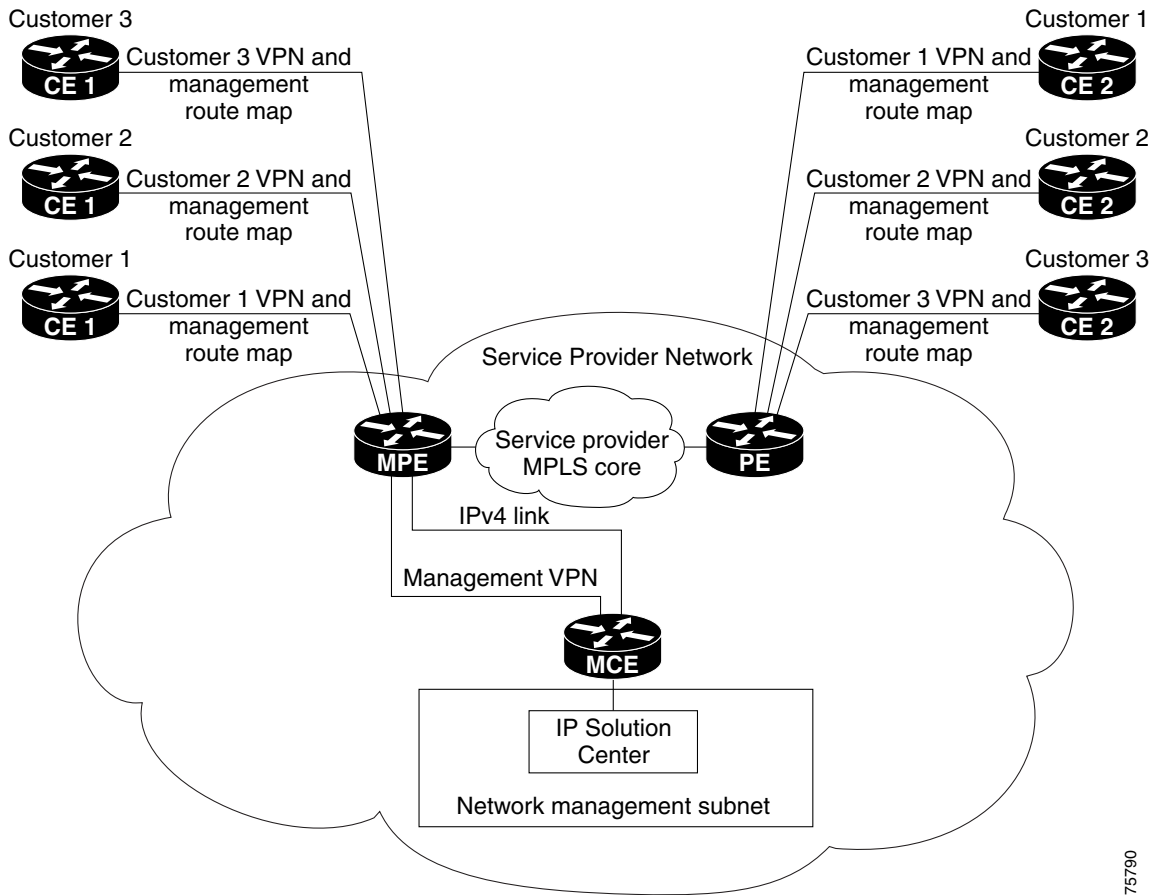 Customer 3
CE 1
Customer 3 VPN and
management
route map
Customer 2
CE 1
Customer 2 VPN and
management
route map
Customer 1
CE 1
Customer 1 VPN and
management
route map
Customer 1
CE 2
Customer 1 VPN and
management
route map
Customer 2
CE 2
Customer 2 VPN and
management
route map
Customer 3
CE 2
Customer 3 VPN and
management
route map
Service Provider Network
MPE
Service provider
MPLS core
PE
IPv4 link
Management VPN
MCE
IP Solution
Center
Network management subnet
75790